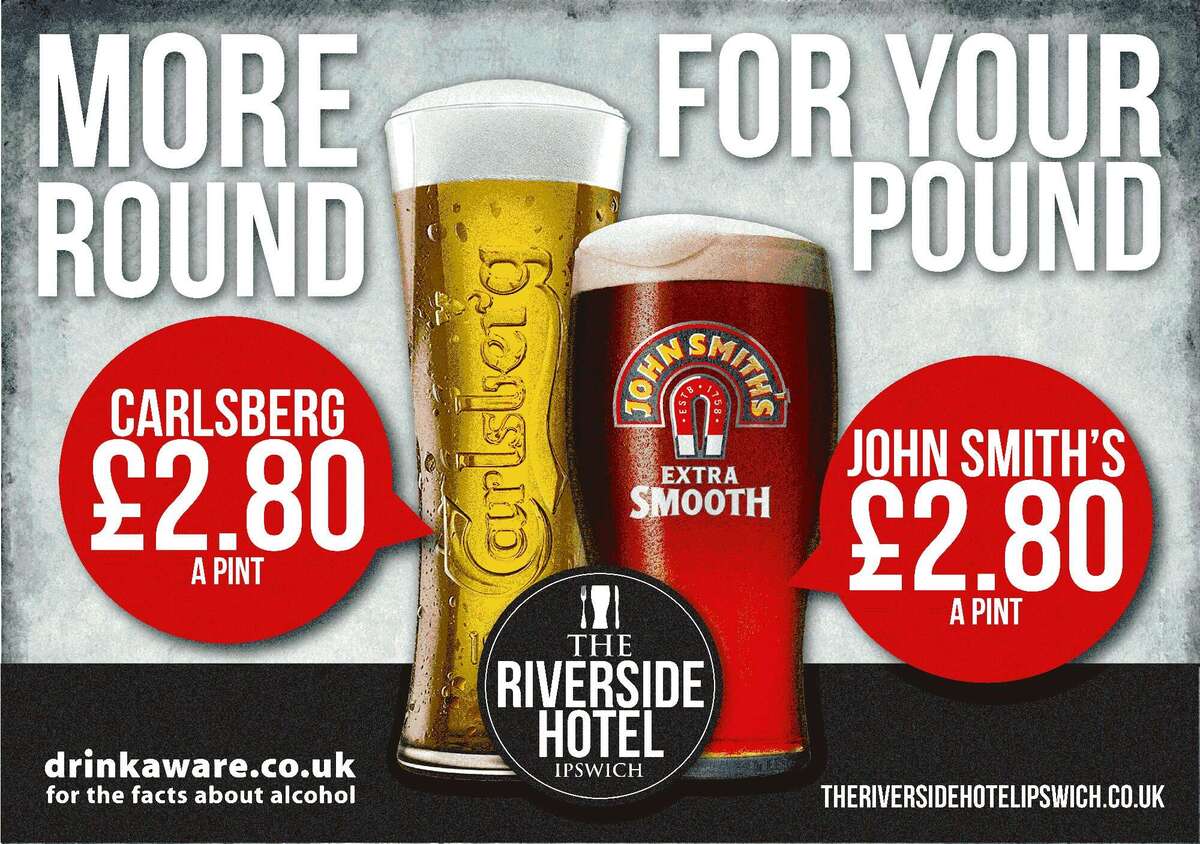 MORE
ROUND
FOR YOUR
POUND
CARLSBERG
£2.80
A PINT
Carlsberg
JOHN SMITH'S
ESTB · 1758
EXTRA
SMOOTH
JOHN SMITH'S
£2.80
A PINT
THE
RIVERSIDE
HOTEL
IPSWICH
drinkaware.co.uk
for the facts about alcohol
THERIVERSIDEHOTELIPSWICH.CO.UK